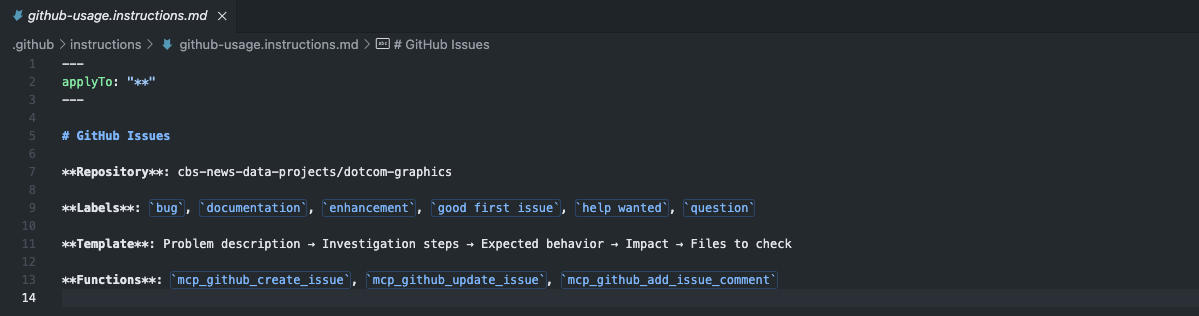 github-usage.instructions.md
.github > instructions > github-usage.instructions.md > abc # GitHub Issues
1 ---
2 applyTo: "**"
3 ---
4
5 # GitHub Issues
6
7 **Repository**: cbs-news-data-projects/dotcom-graphics
8
9 **Labels**: `bug`, `documentation`, `enhancement`, `good first issue`, `help wanted`, `question`
10
11 **Template**: Problem description → Investigation steps → Expected behavior → Impact → Files to check
12
13 **Functions**: `mcp_github_create_issue`, `mcp_github_update_issue`, `mcp_github_add_issue_comment`
14